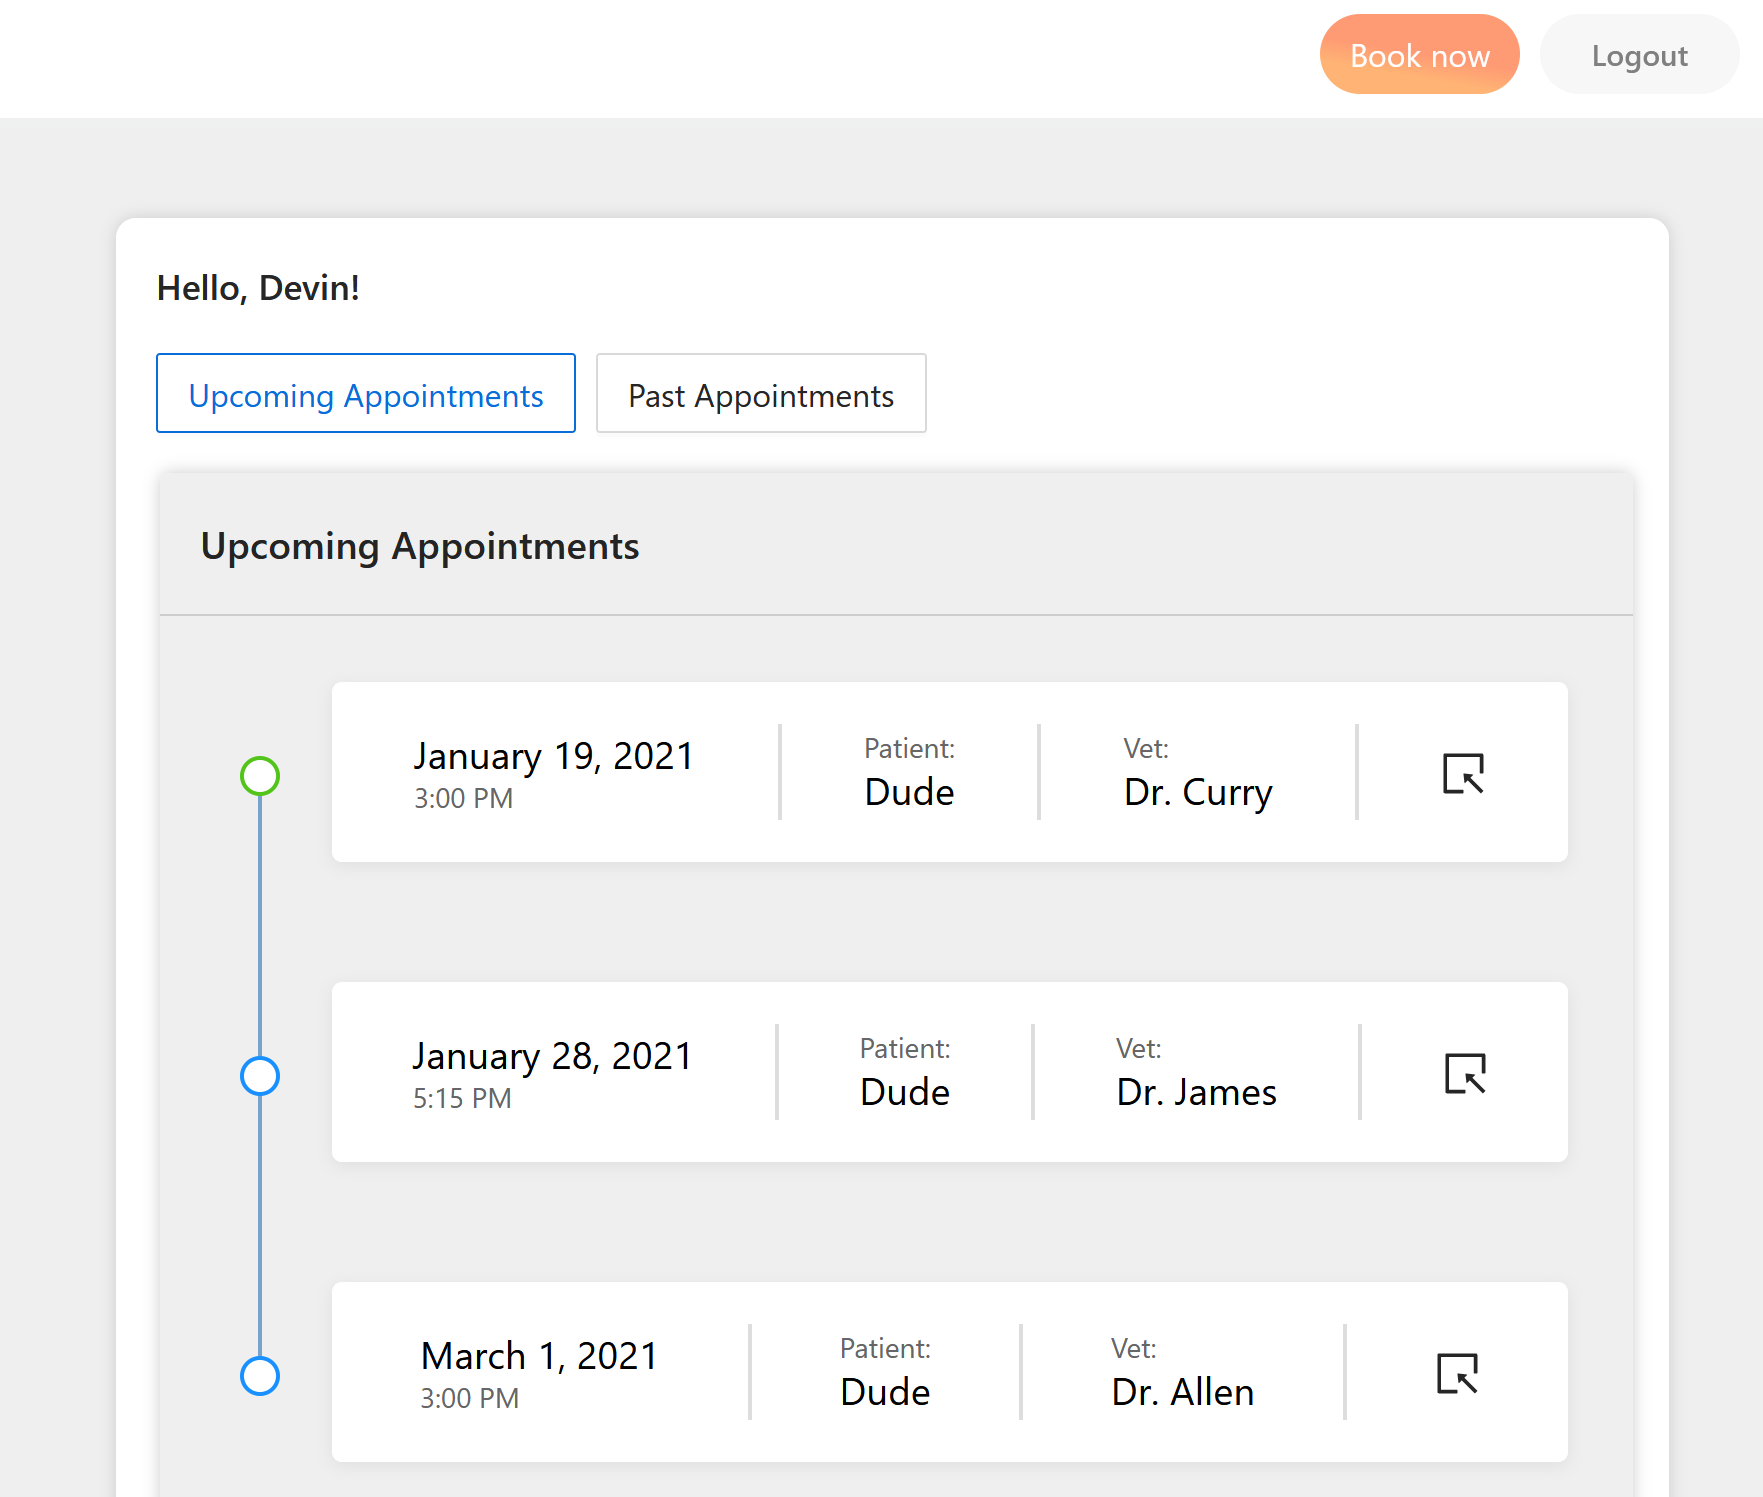 Book now
Logout
Hello, Devin!
Upcoming Appointments
Past Appointments
Upcoming Appointments
January 19, 2021
3:00 PM
Patient:
Dude
Vet:
Dr. Curry
January 28, 2021
5:15 PM
Patient:
Dude
Vet:
Dr. James
March 1, 2021
3:00 PM
Patient:
Dude
Vet:
Dr. Allen